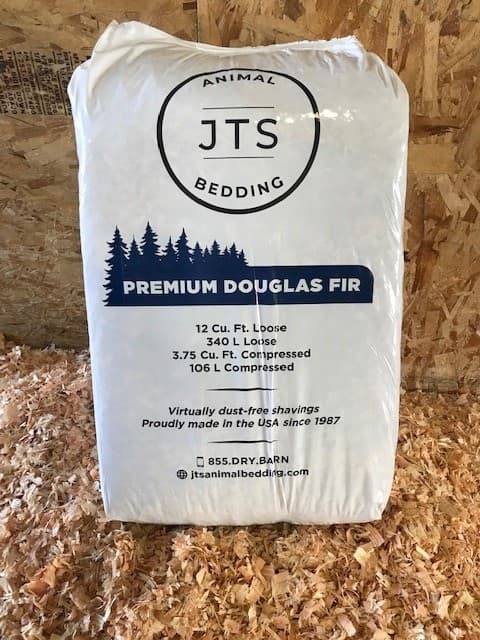 ANIMAL
JTS
BEDDING
PREMIUM DOUGLAS FIR
12 Cu. Ft. Loose
340 L Loose
3.75 Cu. Ft. Compressed
106 L Compressed
Virtually dust-free shavings
Proudly made in the USA since 1987
855.DRY.BARN
jtsanimalbedding.com